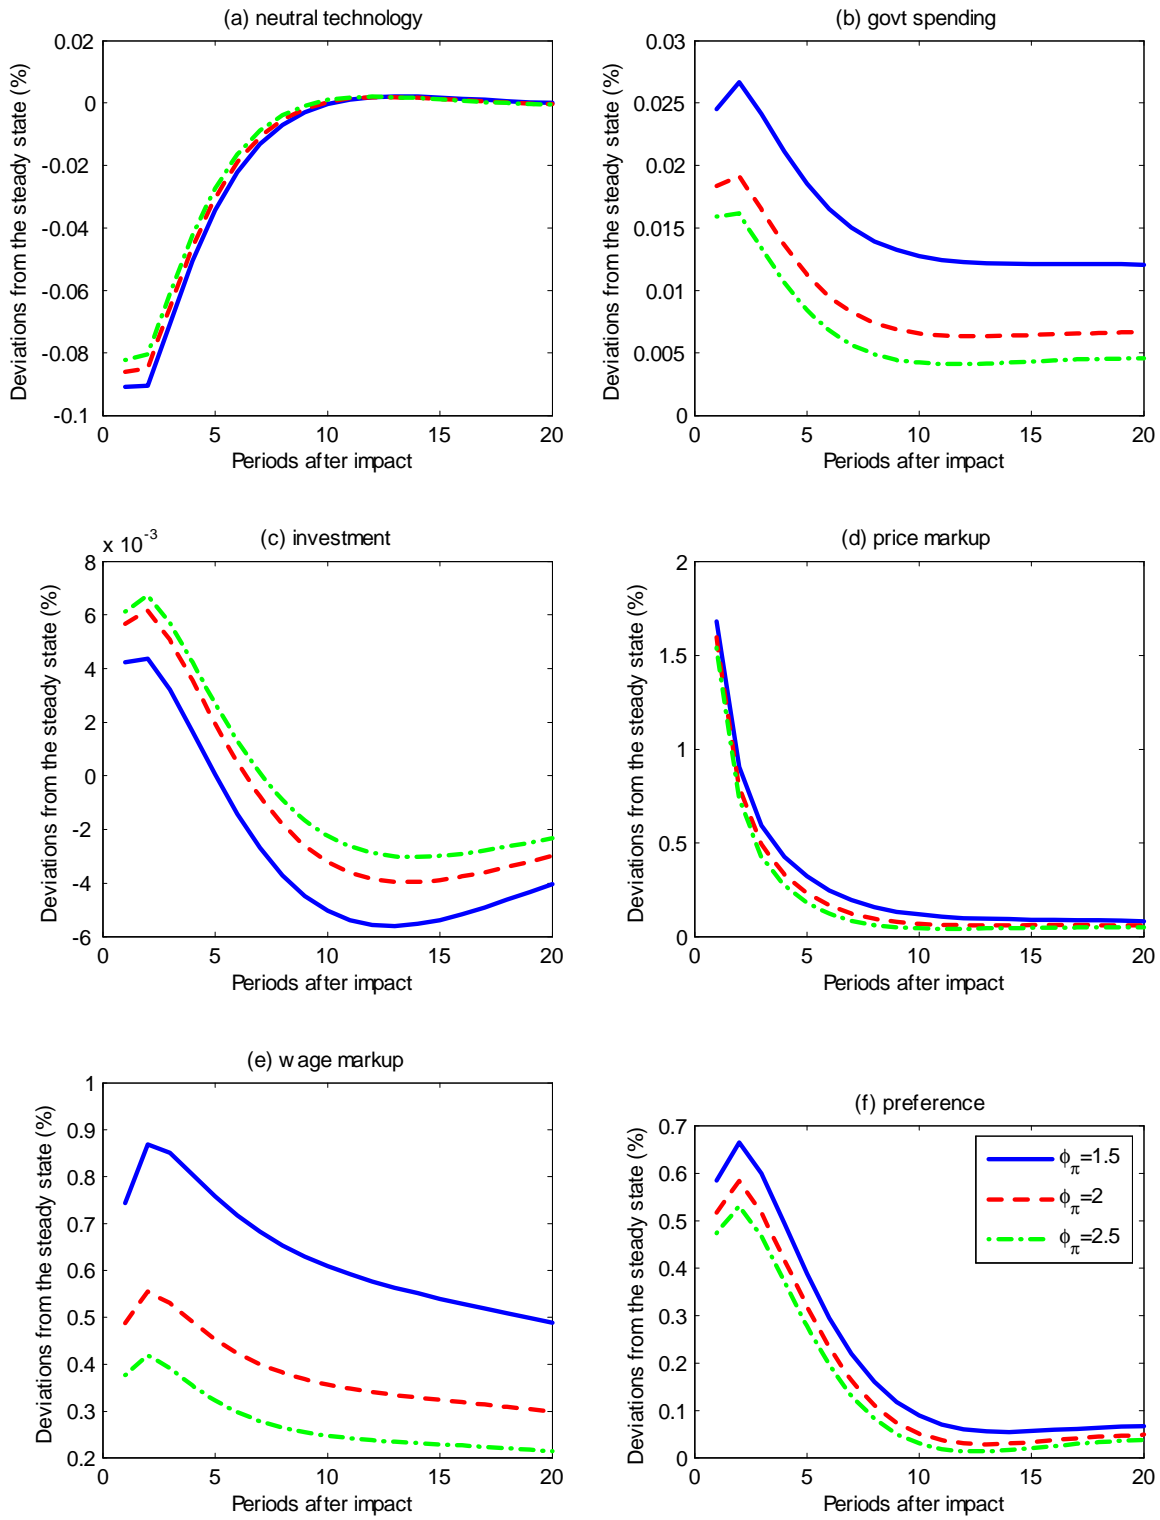 (a) neutral technology
Deviations from the steady state (%)
0.02
0
-0.02
-0.04
-0.06
-0.08
-0.1
0 5 10 15 20
Periods after impact
(b) govt spending
Deviations from the steady state (%)
0.03
0.025
0.02
0.015
0.01
0.005
0
0 5 10 15 20
Periods after impact
(c) investment
x 10^-3
Deviations from the steady state (%)
8
6
4
2
0
-2
-4
-6
0 5 10 15 20
Periods after impact
(d) price markup
Deviations from the steady state (%)
2
1.5
1
0.5
0
0 5 10 15 20
Periods after impact
(e) wage markup
Deviations from the steady state (%)
1
0.9
0.8
0.7
0.6
0.5
0.4
0.3
0.2
0 5 10 15 20
Periods after impact
(f) preference
Deviations from the steady state (%)
0.7
0.6
0.5
0.4
0.3
0.2
0.1
0
0 5 10 15 20
Periods after impact
ϕπ=1.5
ϕπ=2
ϕπ=2.5